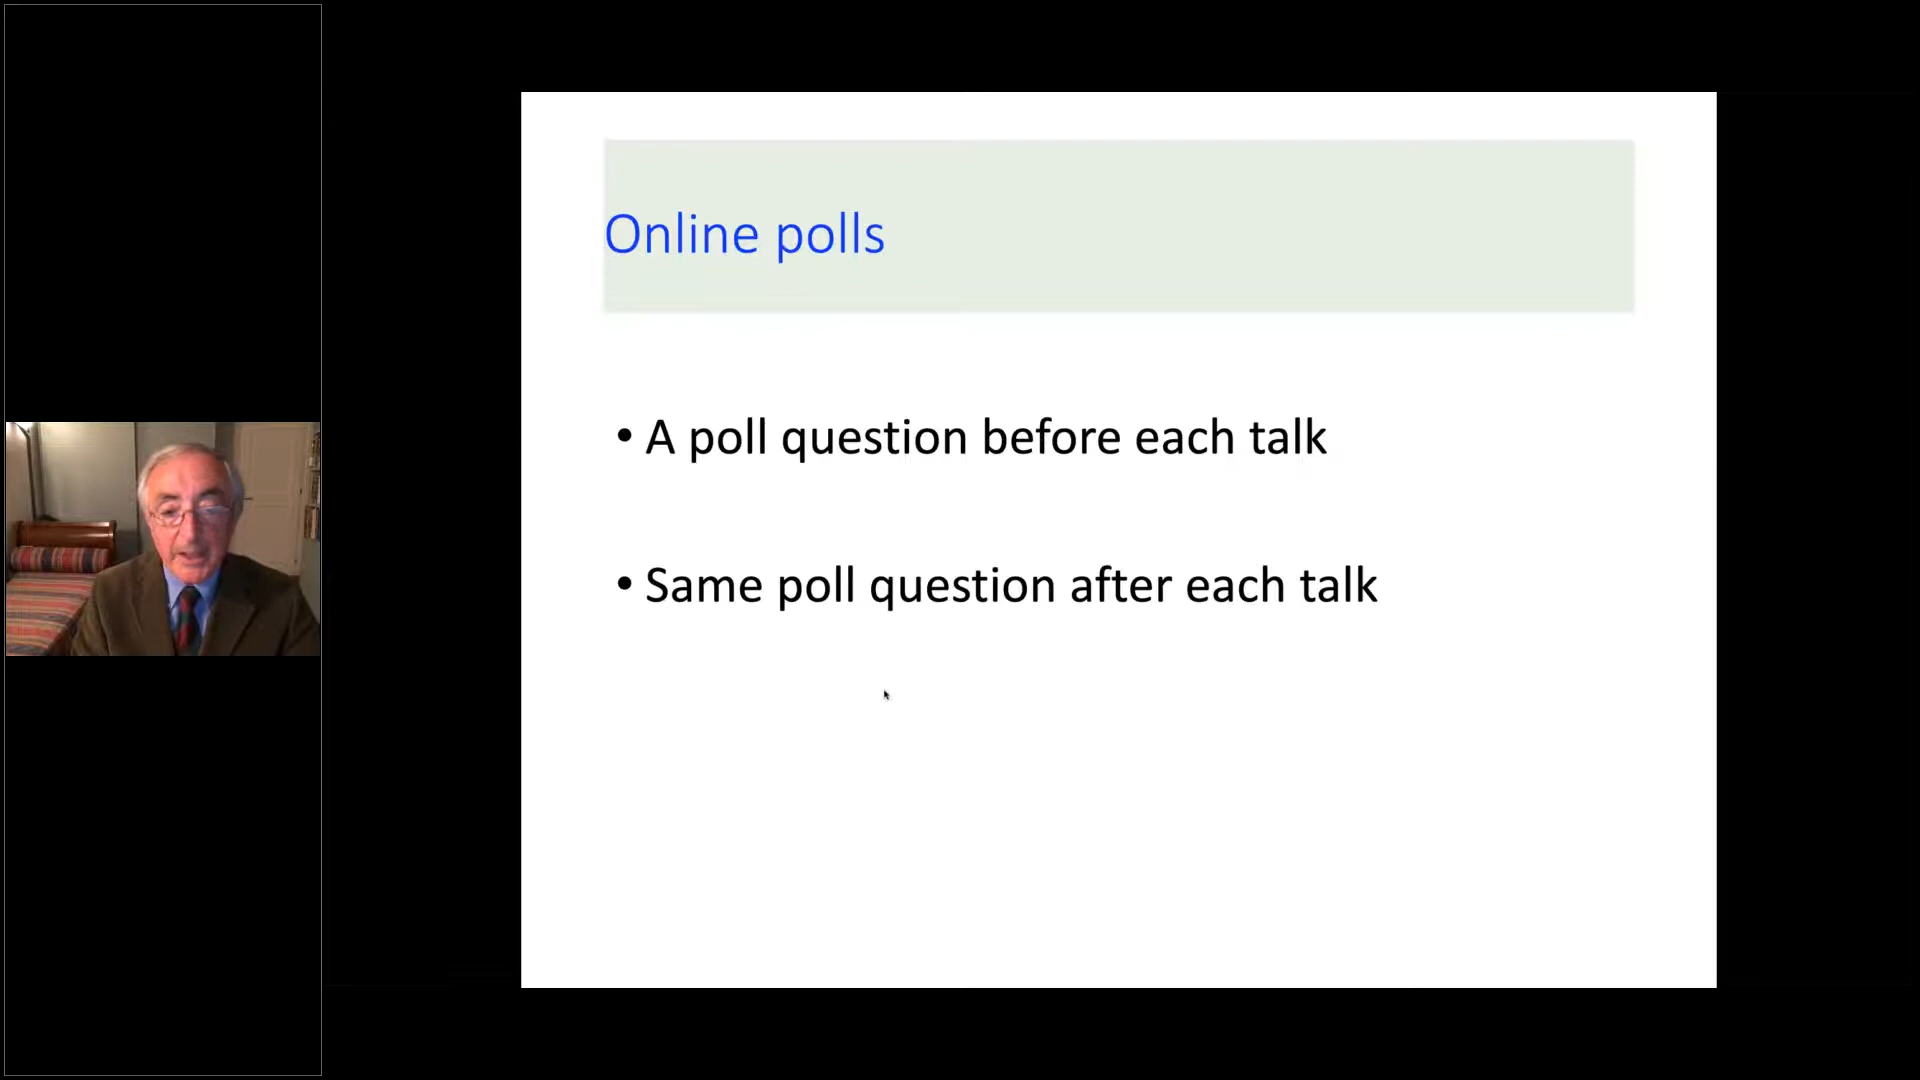 Online polls
• A poll question before each talk
• Same poll question after each talk